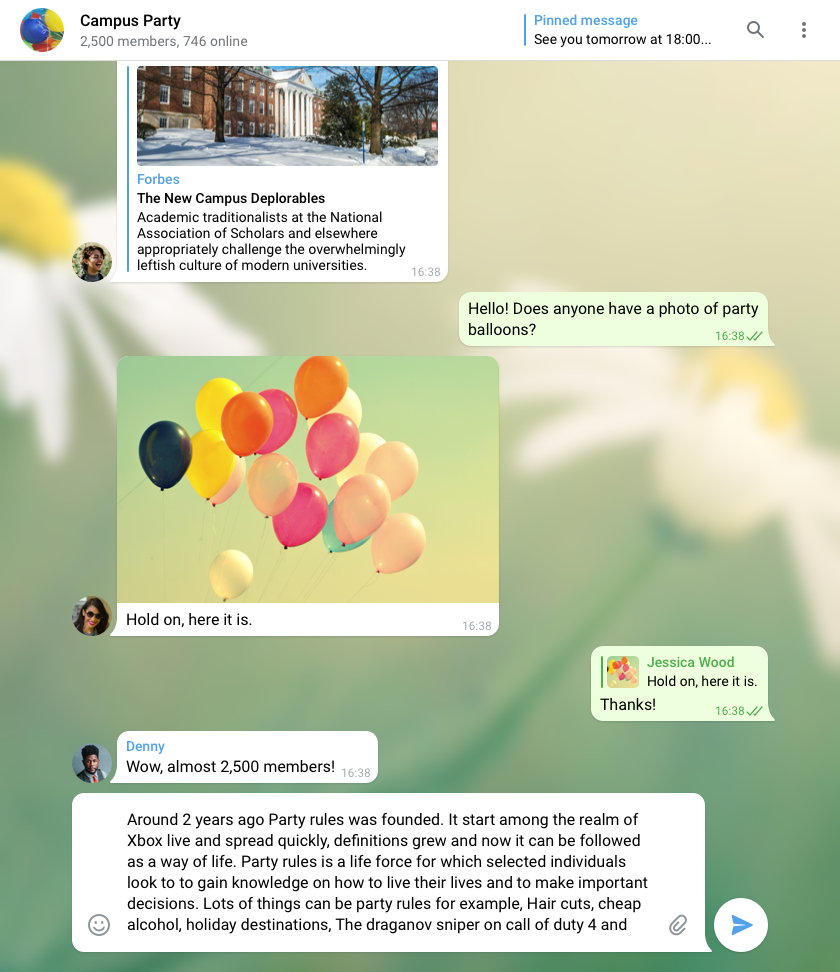 Campus Party
2,500 members, 746 online
Pinned message
See you tomorrow at 18:00...
Forbes
The New Campus Deplorables
Academic traditionalists at the National
Association of Scholars and elsewhere
appropriately challenge the overwhelmingly
leftish culture of modern universities.
16:38
Hello! Does anyone have a photo of party
balloons?
16:38
Hold on, here it is.
16:38
Jessica Wood
Hold on, here it is.
Thanks!
16:38
Denny
Wow, almost 2,500 members!
16:38
Around 2 years ago Party rules was founded. It start among the realm of
Xbox live and spread quickly, definitions grew and now it can be followed
as a way of life. Party rules is a life force for which selected individuals
look to to gain knowledge on how to live their lives and to make important
decisions. Lots of things can be party rules for example, Hair cuts, cheap
alcohol, holiday destinations, The draganov sniper on call of duty 4 and